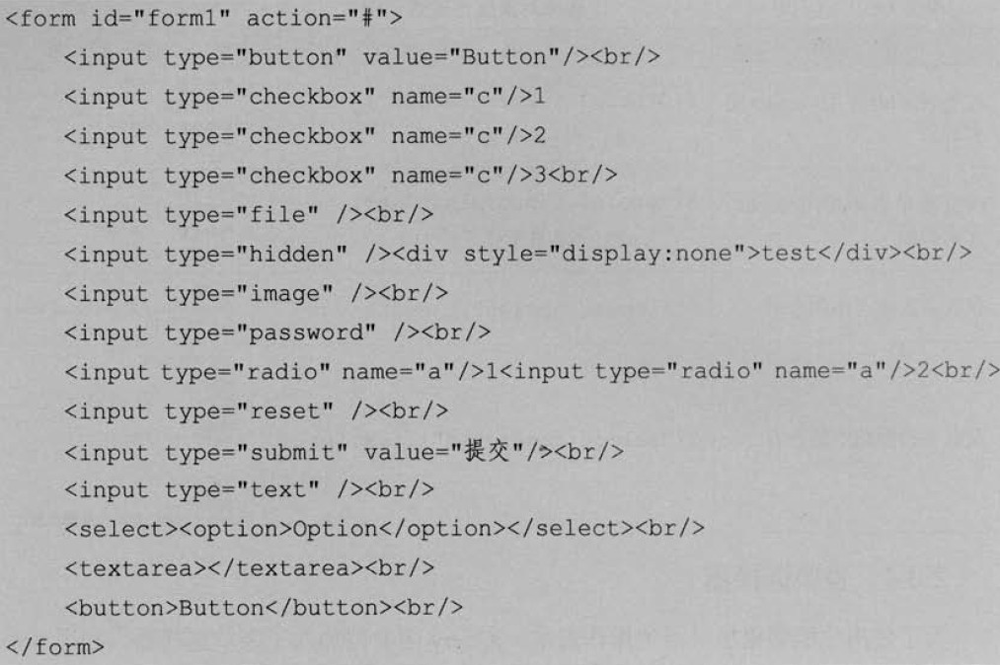 <form id="form1" action="#">
<input type="button" value="Button"/><br/>
<input type="checkbox" name="c"/>1
<input type="checkbox" name="c"/>2
<input type="checkbox" name="c"/>3<br/>
<input type="file" /><br/>
<input type="hidden" /><div style="display:none">test</div><br/>
<input type="image" /><br/>
<input type="password" /><br/>
<input type="radio" name="a"/>1<input type="radio" name="a"/>2<br/>
<input type="reset" /><br/>
<input type="submit" value="提交"/><br/>
<input type="text" /><br/>
<select><option>Option</option></select><br/>
<textarea></textarea><br/>
<button>Button</button><br/>
</form>